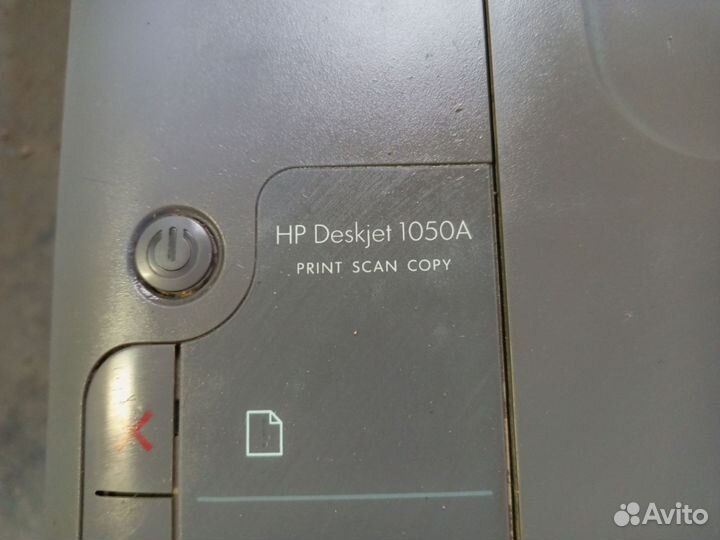 HP Deskjet 1050A
PRINT SCAN COPY
Avito